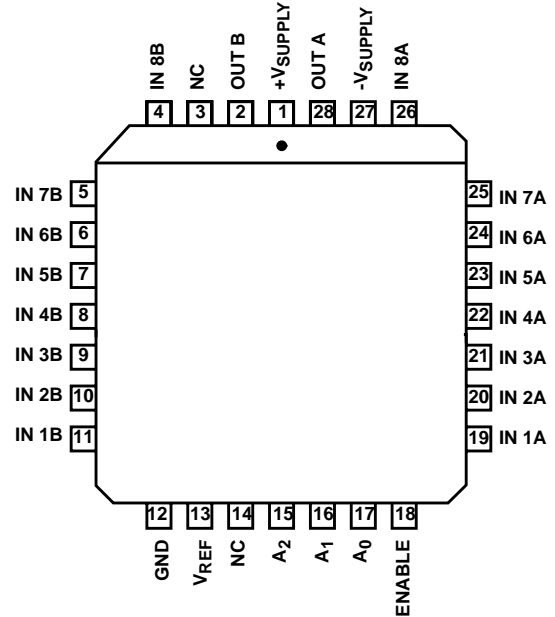 IN 8B
NC
OUT B
+VSUPPLY
OUT A
-VSUPPLY
IN 8A
4 3 2 1 28 27 26
IN 7B 5
IN 6B 6
IN 5B 7
IN 4B 8
IN 3B 9
IN 2B 10
IN 1B 11
25 IN 7A
24 IN 6A
23 IN 5A
22 IN 4A
21 IN 3A
20 IN 2A
19 IN 1A
12 13 14 15 16 17 18
GND
VREF
NC
A2
A1
A0
ENABLE